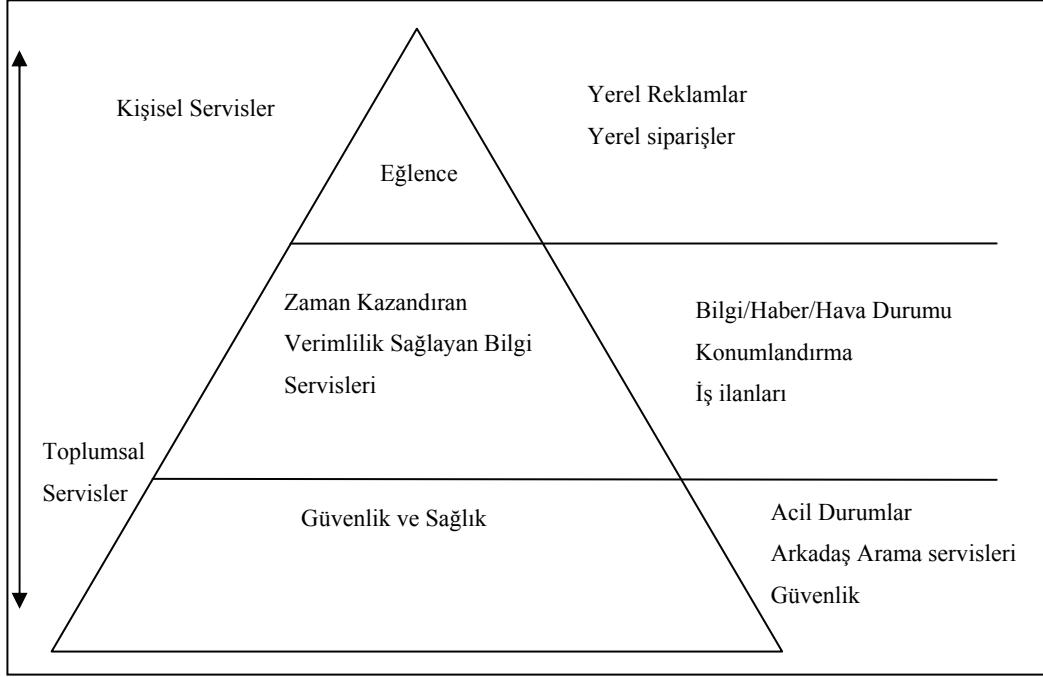 Kişisel Servisler
Yerel Reklamlar
Yerel siparişler
Eğlence
Zaman Kazandıran
Verimlilik Sağlayan Bilgi
Servisleri
Bilgi/Haber/Hava Durumu
Konumlandırma
İş ilanları
Toplumsal
Servisler
Güvenlik ve Sağlık
Acil Durumlar
Arkadaş Arama servisleri
Güvenlik